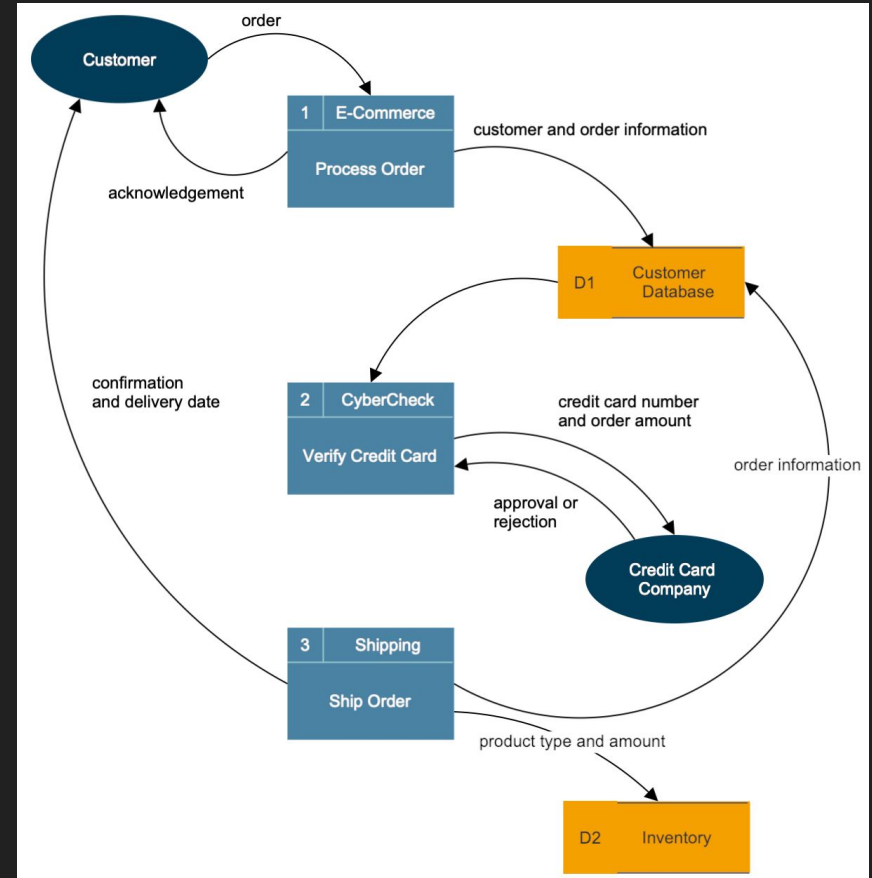 order
Customer
1 E-Commerce
Process Order
customer and order information
acknowledgement
D1
Customer
Database
confirmation
and delivery date
2 CyberCheck
Verify Credit Card
credit card number
and order amount
order information
approval or
rejection
Credit Card
Company
3 Shipping
Ship Order
product type and amount
D2 Inventory